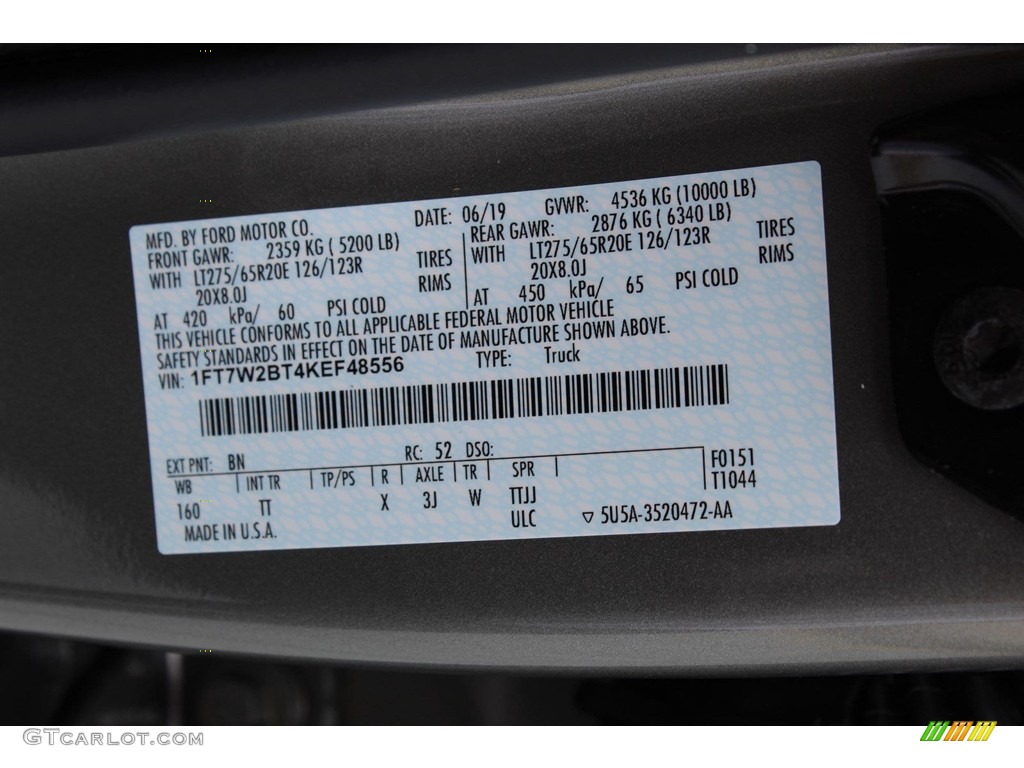 MFD. BY FORD MOTOR CO. DATE: 06/19 GVWR: 4536 KG (10000 LB)
FRONT GAWR: 2359 KG ( 5200 LB) REAR GAWR: 2876 KG ( 6340 LB)
WITH LT275/65R20E 126/123R TIRES WITH LT275/65R20E 126/123R TIRES
20X8.0J RIMS 20X8.0J RIMS
AT 420 kPa/ 60 PSI COLD AT 450 kPa/ 65 PSI COLD
THIS VEHICLE CONFORMS TO ALL APPLICABLE FEDERAL MOTOR VEHICLE
SAFETY STANDARDS IN EFFECT ON THE DATE OF MANUFACTURE SHOWN ABOVE.
VIN: 1FT7W2BT4KEF48556 TYPE: Truck
EXT PNT: BN RC: 52 DSO:
WB INT TR TP/PS R AXLE TR SPR F0151
160 TT X 3J W TTJJ T1044
ULC ▽ 5U5A-3520472-AA
MADE IN U.S.A.
GTCARLOT.COM